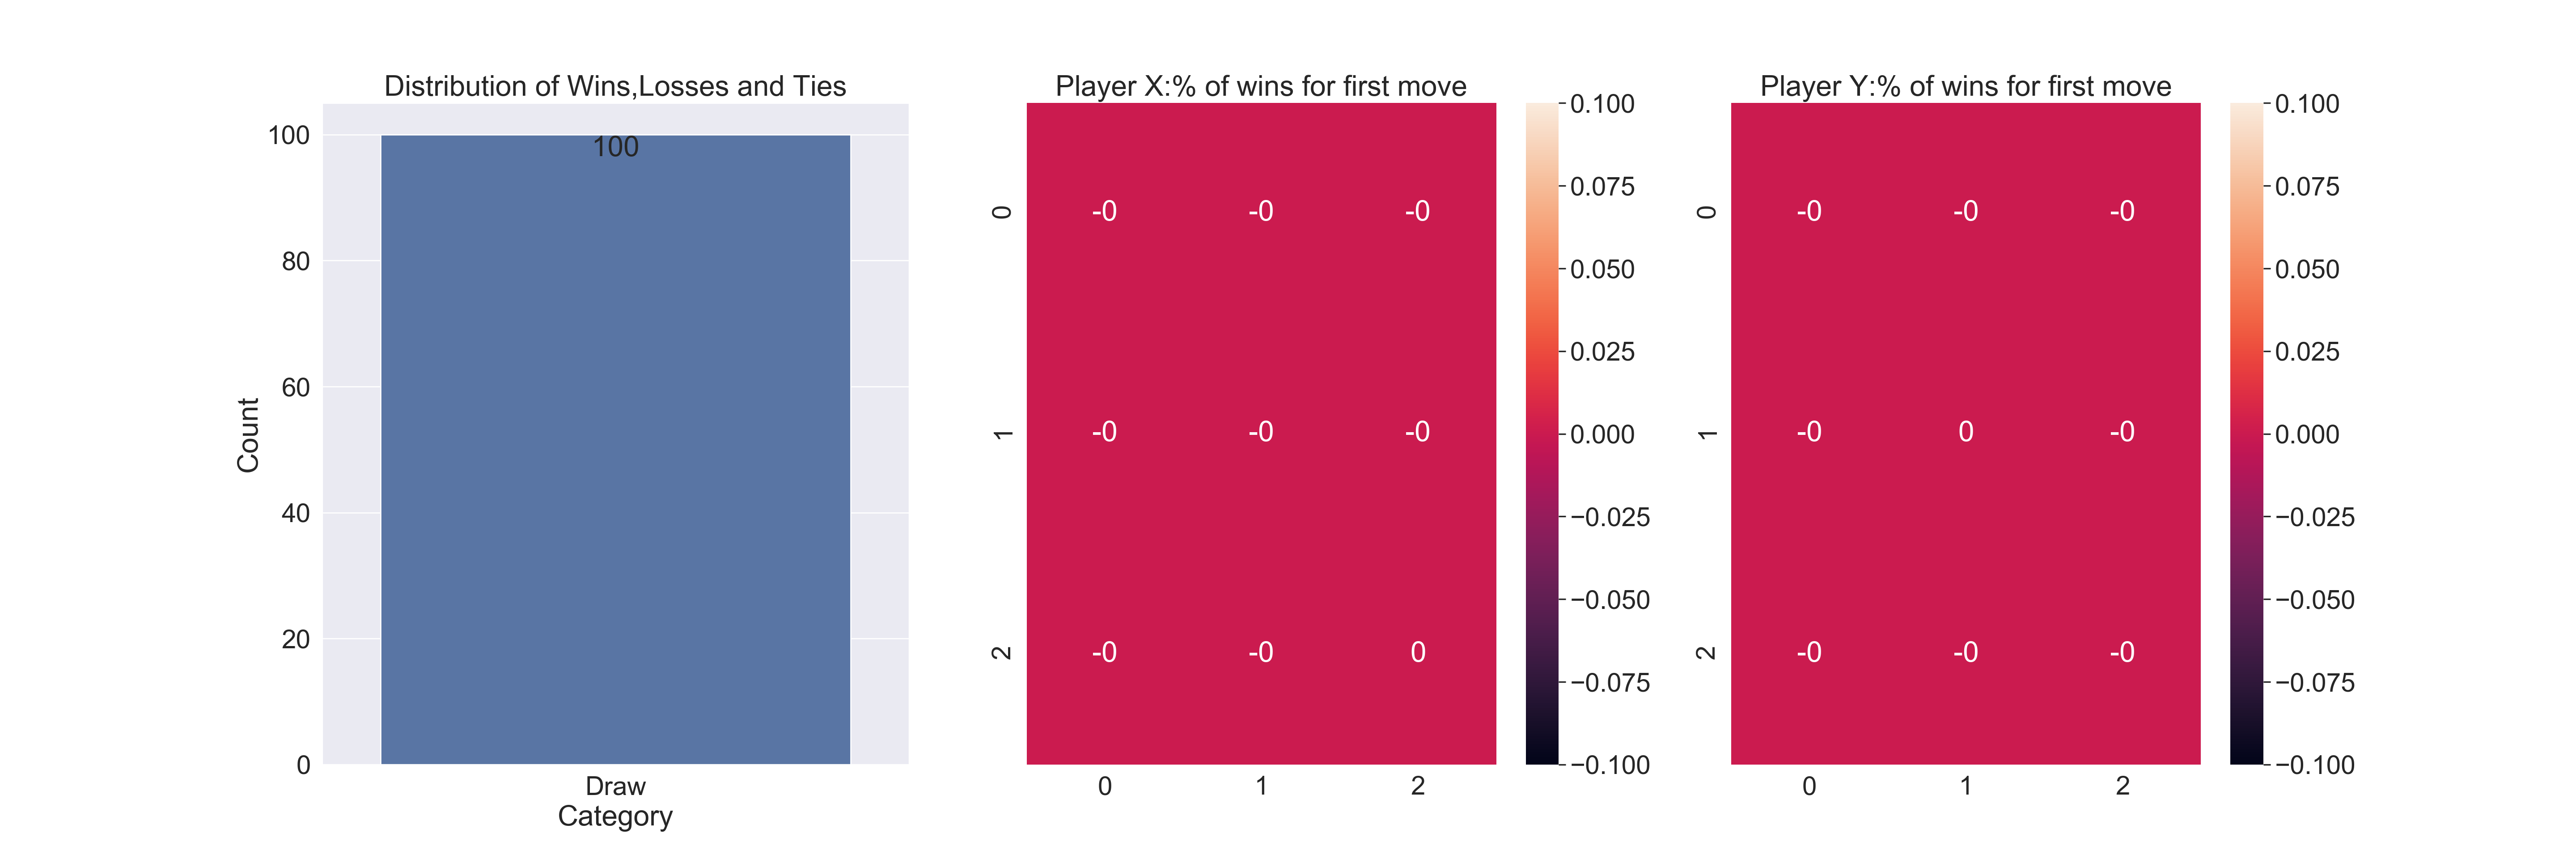 Distribution of Wins,Losses and Ties
100
100
80
60
40
20
0
Count
Draw
Category
Player X:% of wins for first move
0 -0 -0 -0
1 -0 -0 -0
2 -0 -0 0
0 1 2
0.100
0.075
0.050
0.025
0.000
−0.025
−0.050
−0.075
−0.100
Player Y:% of wins for first move
0 -0 -0 -0
1 -0 0 -0
2 -0 -0 -0
0 1 2
0.100
0.075
0.050
0.025
0.000
−0.025
−0.050
−0.075
−0.100